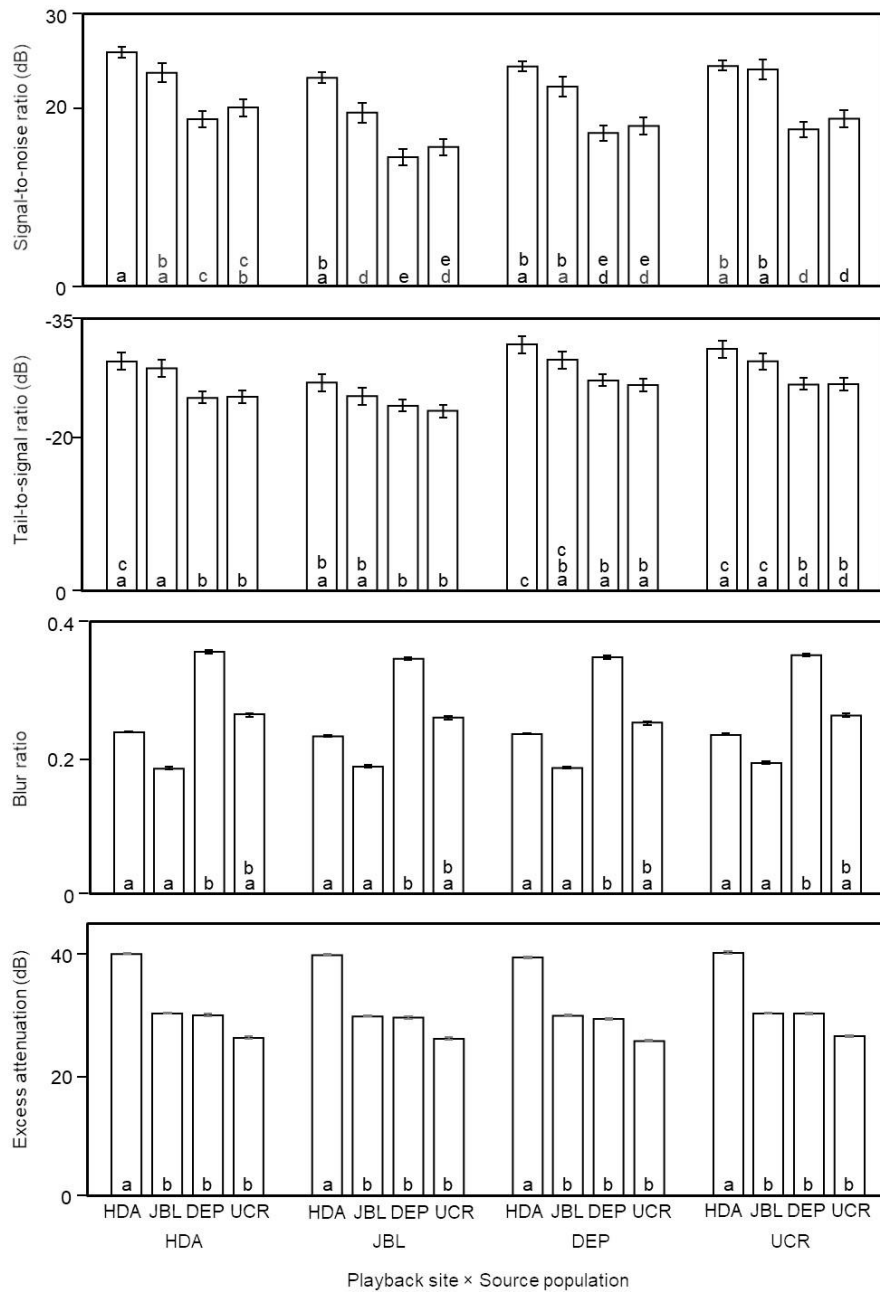 Signal-to-noise ratio (dB)
30
20
0
b b c b e b b e e b b
a a c b a d e d a a d d a a d d
Tail-to-signal ratio (dB)
-35
-20
0
c
c b b b c c b b
a a b b a a b b c a a a a a d d
Blur ratio
0.4
0.2
0
b b b b
a a b a a a b a a a b a a a b a
Excess attenuation (dB)
40
20
0
a b b b a b b b a b b b a b b b
HDA JBL DEP UCR HDA JBL DEP UCR HDA JBL DEP UCR HDA JBL DEP UCR
HDA JBL DEP UCR
Playback site × Source population